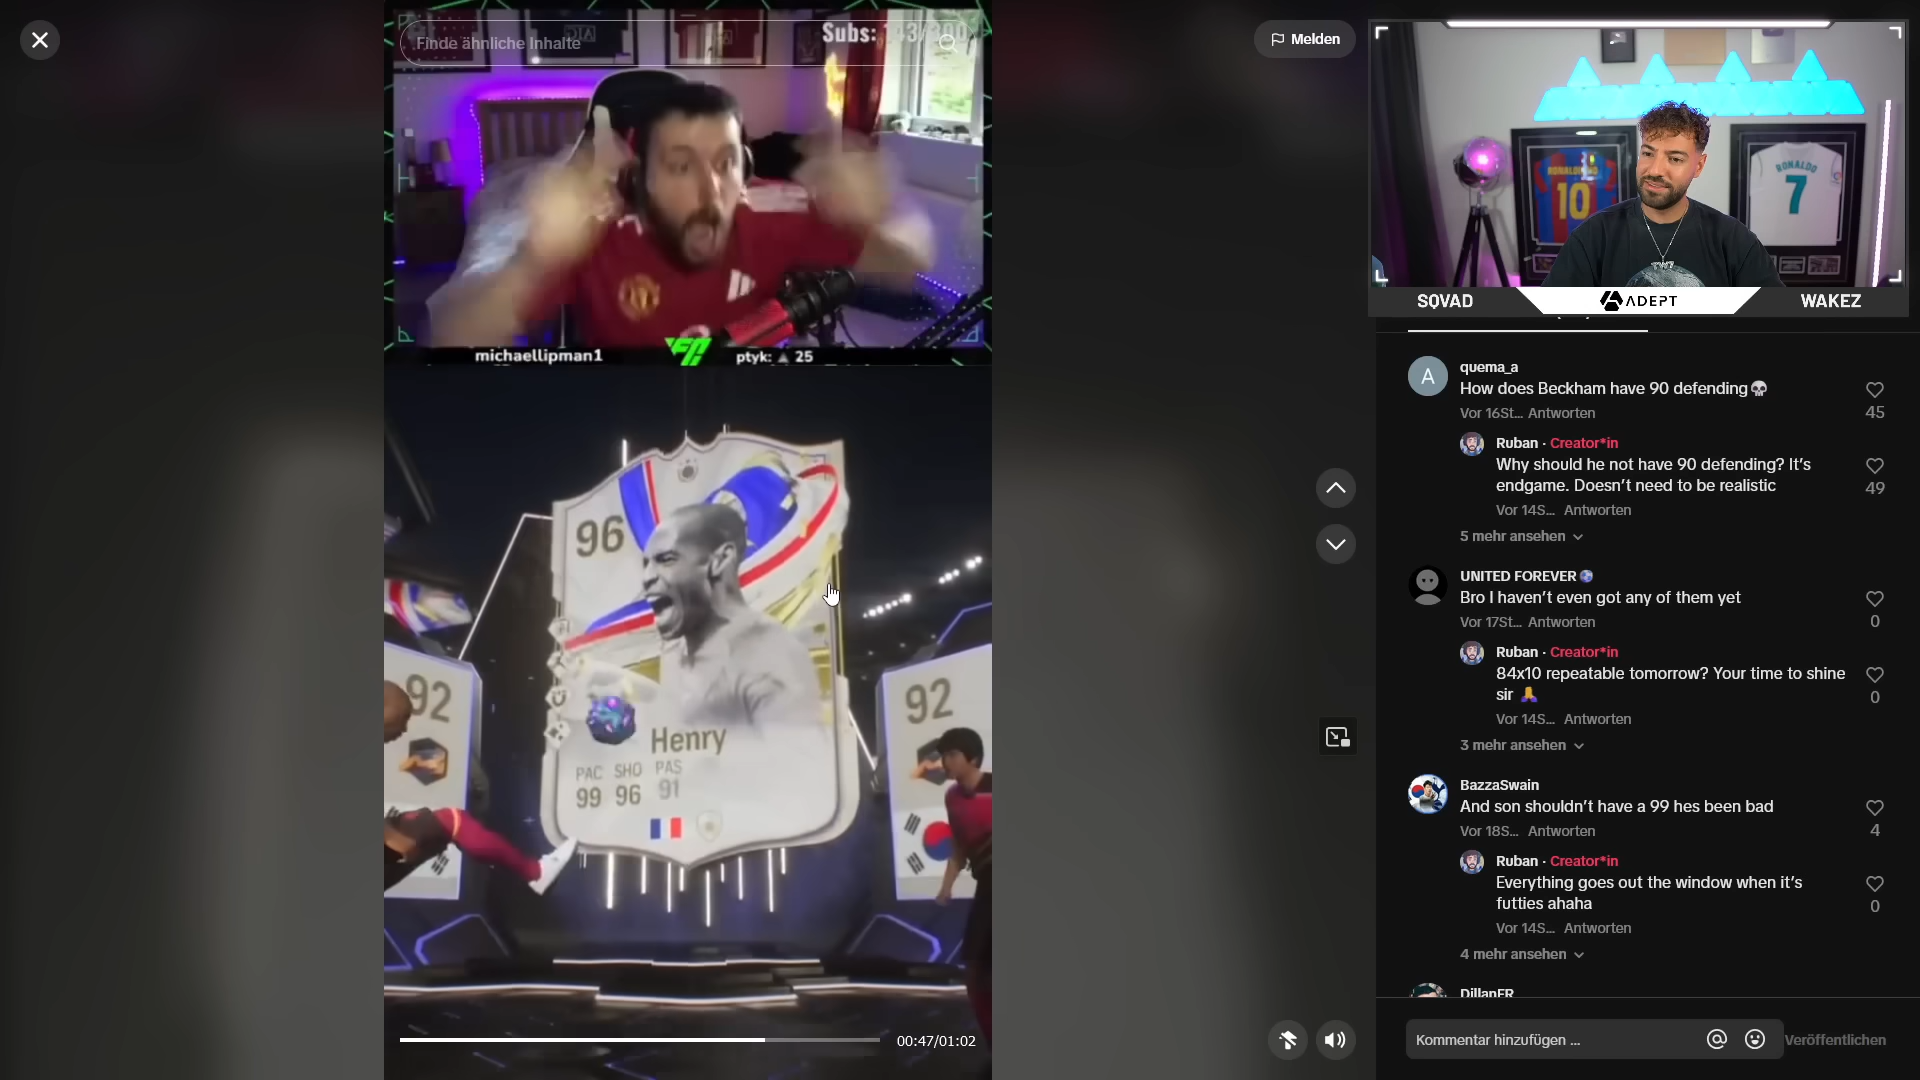 Finde ähnliche Inhalte
Subs: 143/200
michaellipman1
ptyk: 25
96
92
92
Henry
PAC SHO PAS
99 96 91
00:47/01:02
Melden
RONALDINHO
10
RONALDO
7
SQVAD
ADEPT
WAKEZ
A
quema_a
How does Beckham have 90 defending💀
Vor 16St... Antworten
45
Ruban · Creator*in
Why should he not have 90 defending? It's
endgame. Doesn't need to be realistic
Vor 14S... Antworten
49
5 mehr ansehen
UNITED FOREVER
Bro I haven't even got any of them yet
Vor 17St... Antworten
0
Ruban · Creator*in
84x10 repeatable tomorrow? Your time to shine
sir
Vor 14S... Antworten
0
3 mehr ansehen
BazzaSwain
And son shouldn't have a 99 hes been bad
Vor 18S... Antworten
4
Ruban · Creator*in
Everything goes out the window when it's
futties ahaha
Vor 14S... Antworten
0
4 mehr ansehen
DillanFR
Kommentar hinzufügen ...
Veröffentlichen